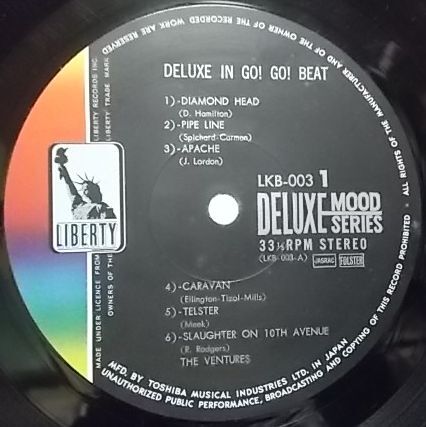 ALL RIGHTS OF THE MANUFACTURER AND OF THE OWNER OF THE RECORDED WORK ARE RESERVED
LIBERTY RECORDS INC.
LIBERTY TRADE MARK
MADE UNDER LICENCE FROM
OWNERS OF THE
LIBERTY
DELUXE IN GO! GO! BEAT
1)-DIAMOND HEAD
(D. Hamilton)
2)-PIPE LINE
(Spichard-Carmen)
3)-APACHE
(J. Lordon)
LKB-003 1
DELUXE MOOD SERIES
33⅓RPM STEREO
(LKB-003-A) JASRAC FOLSTER
4)-CARAVAN
(Ellington-Tizol-Mills)
5)-TELSTER
(Meek)
6)-SLAUGHTER ON 10TH AVENUE
(R. Rodgers)
THE VENTURES
MFD. BY TOSHIBA MUSICAL INDUSTRIES LTD. IN JAPAN
UNAUTHORIZED PUBLIC PERFORMANCE, BROADCASTING AND COPYING OF THIS RECORD PROHIBITED